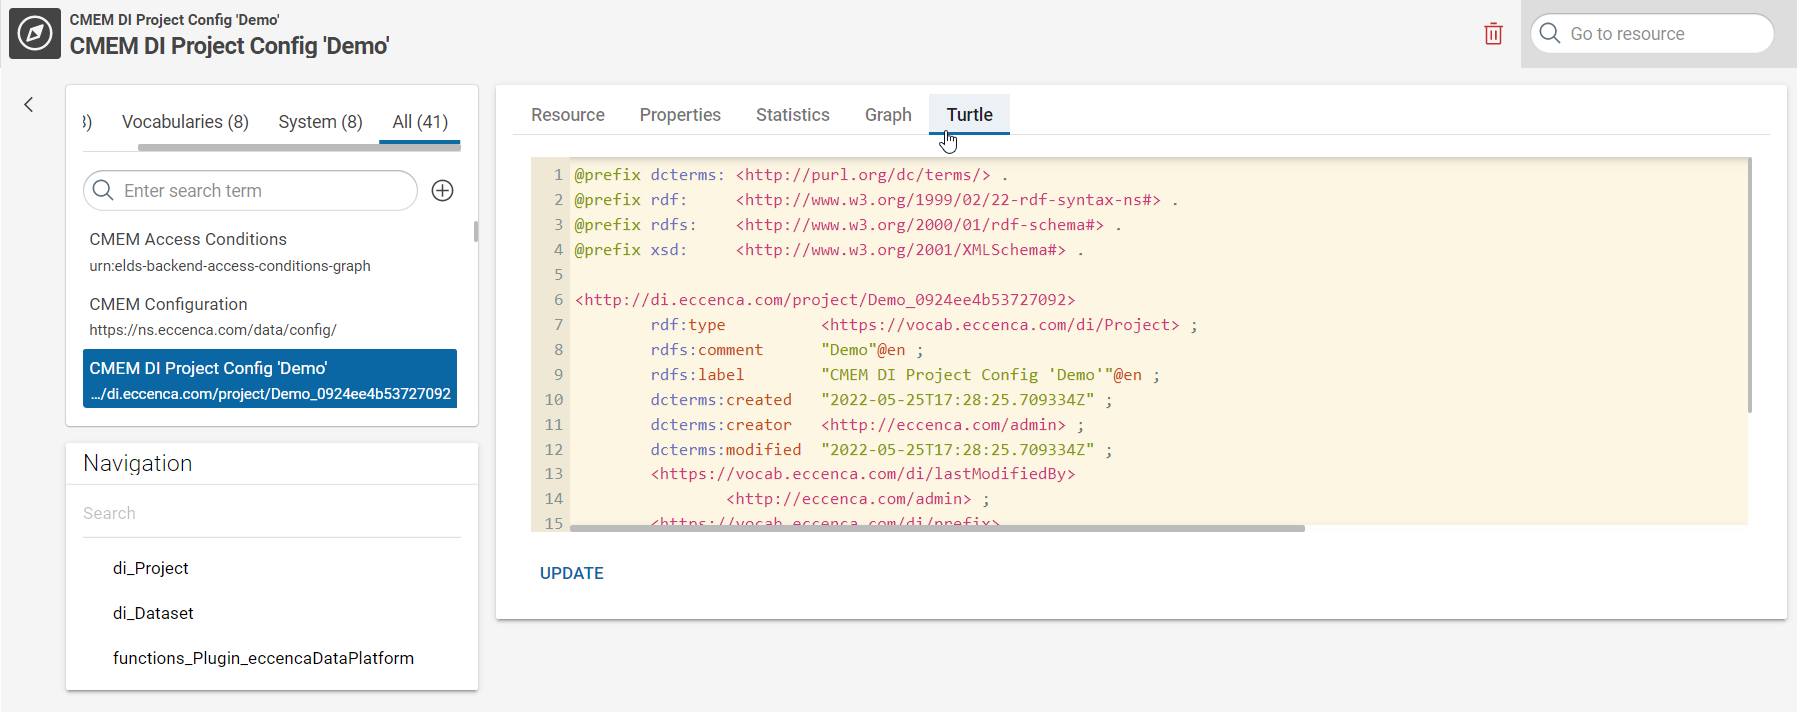 CMEM DI Project Config 'Demo'
CMEM DI Project Config 'Demo'
Go to resource
3) Vocabularies (8) System (8) All (41)
Enter search term
CMEM Access Conditions
urn:elds-backend-access-conditions-graph
CMEM Configuration
https://ns.eccenca.com/data/config/
CMEM DI Project Config 'Demo'
.../di.eccenca.com/project/Demo_0924ee4b53727092
Navigation
Search
di_Project
di_Dataset
functions_Plugin_eccencaDataPlatform
Resource Properties Statistics Graph Turtle
1 @prefix dcterms: <http://purl.org/dc/terms/> .
2 @prefix rdf: <http://www.w3.org/1999/02/22-rdf-syntax-ns#> .
3 @prefix rdfs: <http://www.w3.org/2000/01/rdf-schema#> .
4 @prefix xsd: <http://www.w3.org/2001/XMLSchema#> .
5
6 <http://di.eccenca.com/project/Demo_0924ee4b53727092>
7 rdf:type <https://vocab.eccenca.com/di/Project> ;
8 rdfs:comment "Demo"@en ;
9 rdfs:label "CMEM DI Project Config 'Demo'"@en ;
10 dcterms:created "2022-05-25T17:28:25.709334Z" ;
11 dcterms:creator <http://eccenca.com/admin> ;
12 dcterms:modified "2022-05-25T17:28:25.709334Z" ;
13 <https://vocab.eccenca.com/di/lastModifiedBy>
14 <http://eccenca.com/admin> ;
15 <https://vocab.eccenca.com/di/prefix>
UPDATE